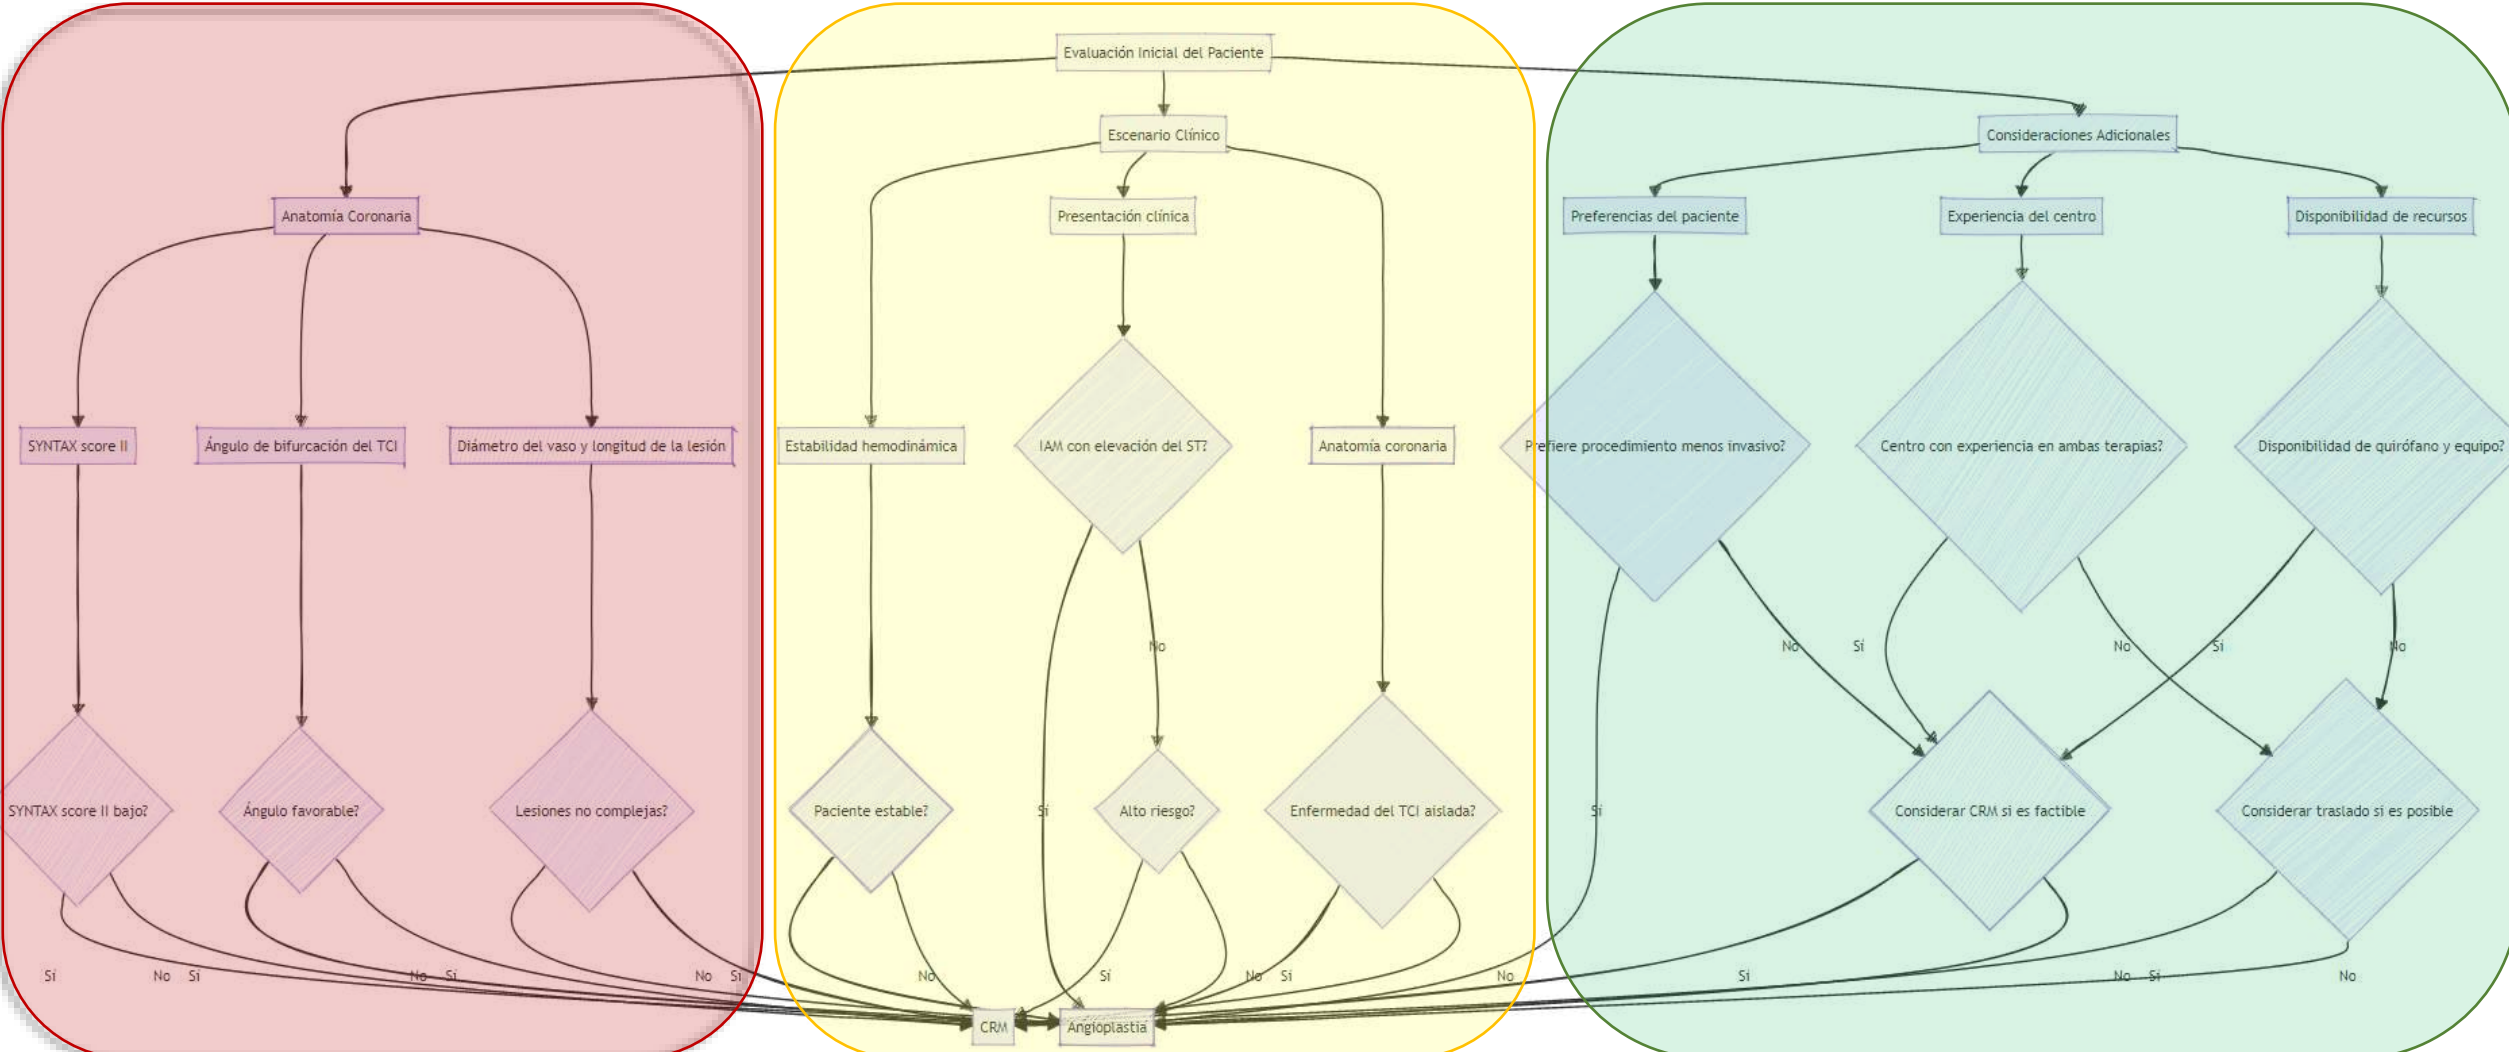 Evaluación Inicial del Paciente
Escenario Clínico
Consideraciones Adicionales
Anatomía Coronaria
Presentación clínica
Preferencias del paciente
Experiencia del centro
Disponibilidad de recursos
SYNTAX score II
Ángulo de bifurcación del TCI
Diámetro del vaso y longitud de la lesión
Estabilidad hemodinámica
IAM con elevación del ST?
Anatomía coronaria
Prefiere procedimiento menos invasivo?
Centro con experiencia en ambas terapias?
Disponibilidad de quirófano y equipo?
No
No
Sí
No
Sí
No
SYNTAX score II bajo?
Ángulo favorable?
Lesiones no complejas?
Paciente estable?
Sí
Alto riesgo?
Enfermedad del TCI aislada?
Sí
Considerar CRM si es factible
Considerar traslado si es posible
Sí
No
Sí
No
Sí
No
Sí
No
Sí
No
Sí
No
Sí
No
Sí
No
CRM
Angioplastia